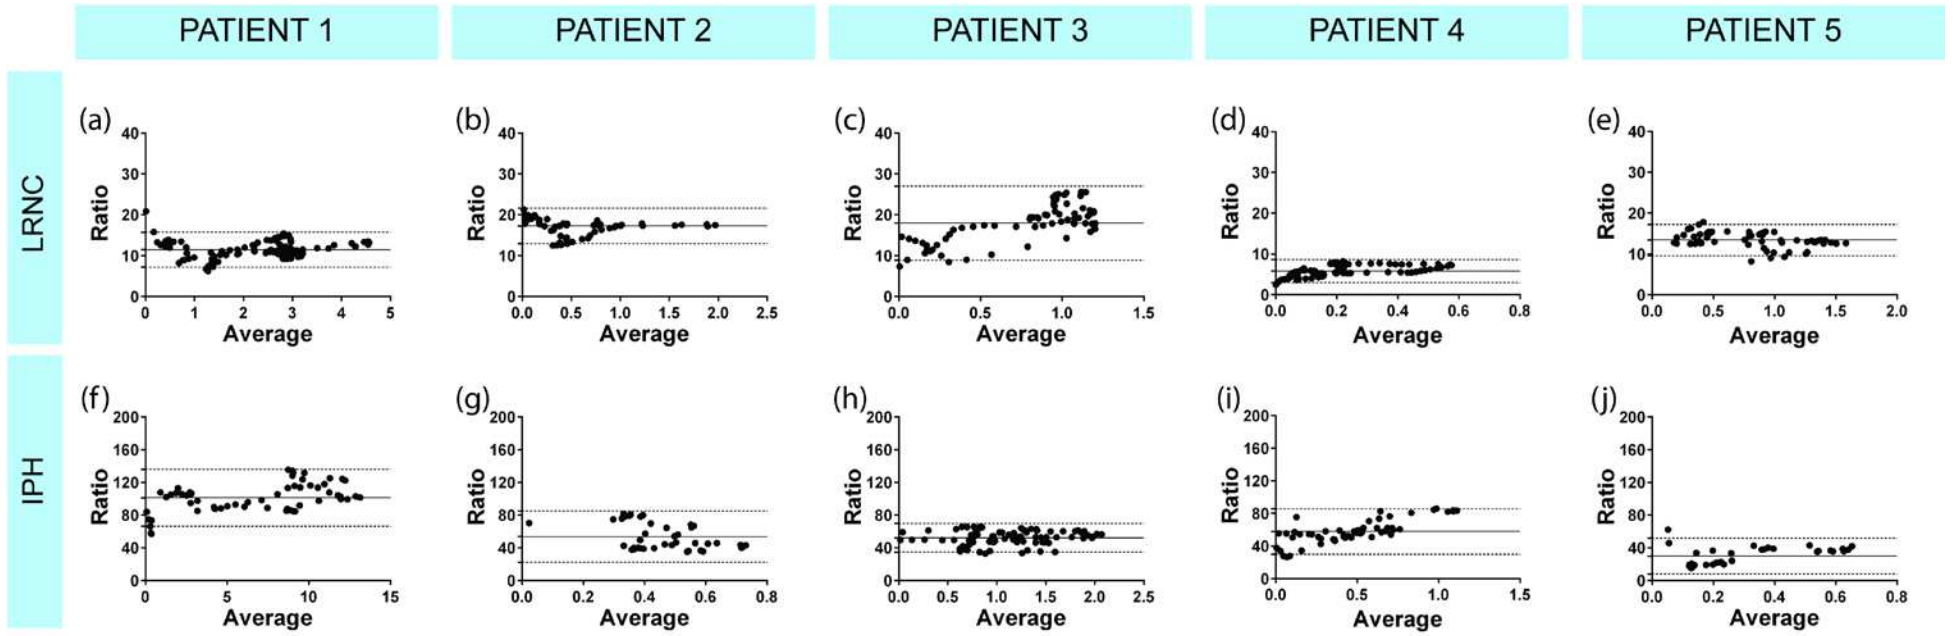 PATIENT 1 PATIENT 2 PATIENT 3 PATIENT 4 PATIENT 5
LRNC
(a) (b) (c) (d) (e)
40 40 40 40 40
30 30 30 30 30
20 20 20 20 20
10 10 10 10 10
0 0 0 0 0
Ratio Ratio Ratio Ratio Ratio
0 1 2 3 4 5 0.0 0.5 1.0 1.5 2.0 2.5 0.0 0.5 1.0 1.5 0.0 0.2 0.4 0.6 0.8 0.0 0.5 1.0 1.5 2.0
Average Average Average Average Average
IPH
(f) (g) (h) (i) (j)
200 200 200 200 200
160 160 160 160 160
120 120 120 120 120
80 80 80 80 80
40 40 40 40 40
0 0 0 0 0
Ratio Ratio Ratio Ratio Ratio
0 5 10 15 0.0 0.2 0.4 0.6 0.8 0.0 0.5 1.0 1.5 2.0 2.5 0.0 0.5 1.0 1.5 0.0 0.2 0.4 0.6 0.8
Average Average Average Average Average